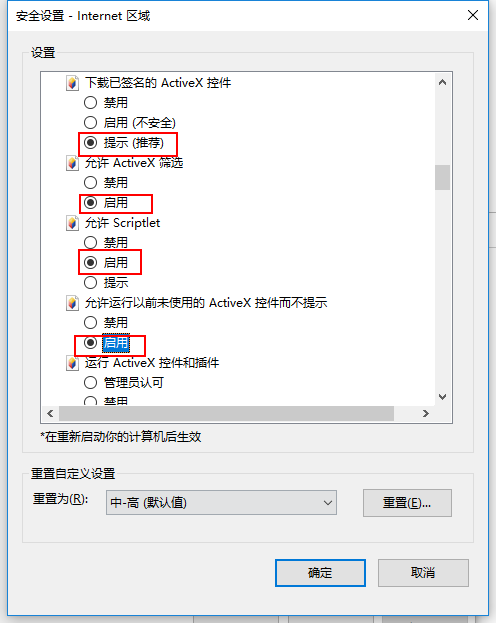 安全设置 - Internet 区域
设置
下载已签名的 ActiveX 控件
禁用
启用 (不安全)
提示 (推荐)
允许 ActiveX 筛选
禁用
启用
允许 Scriptlet
禁用
启用
提示
允许运行以前未使用的 ActiveX 控件而不提示
禁用
启用
运行 ActiveX 控件和插件
管理员认可
禁用
*在重新启动你的计算机后生效
重置自定义设置
重置为(R):
中-高 (默认值)
重置(E)...
确定
取消